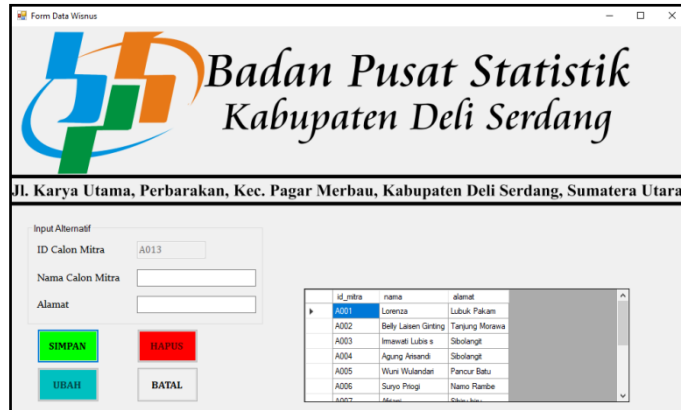 Form Data Wisnus
Badan Pusat Statistik
Kabupaten Deli Serdang
Jl. Karya Utama, Perbarakan, Kec. Pagar Merbau, Kabupaten Deli Serdang, Sumatera Utara
Input Alternatif
ID Calon Mitra A013
Nama Calon Mitra
Alamat
SIMPAN HAPUS
UBAH BATAL
id_mitra nama alamat
A001 Lorenza Lubuk Pakam
A002 Belly Laisen Ginting Tanjung Morawa
A003 Irnawati Lubis s Sibolangit
A004 Agung Arisandi Sibolangit
A005 Wuni Wulandari Pancur Batu
A006 Suryo Priogi Namo Rambe
A007